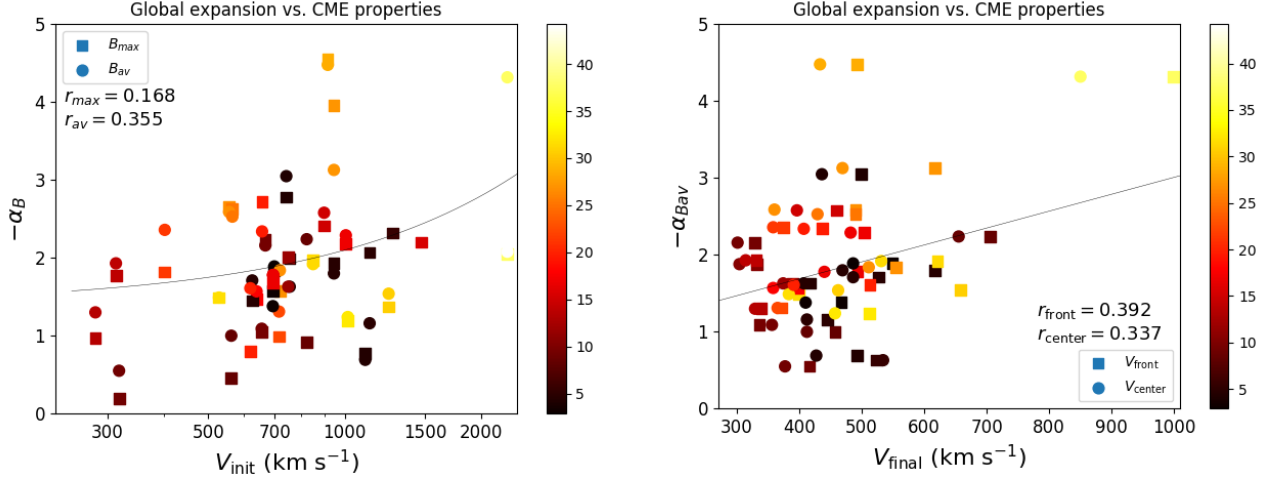 Global expansion vs. CME properties
5
4
3
2
1
0
−α_B
B_max
B_av
r_max = 0.168
r_av = 0.355
300
500
700
1000
2000
V_init (km s⁻¹)
40
35
30
25
20
15
10
5
Global expansion vs. CME properties
5
4
3
2
1
0
−α_Bav
r_front = 0.392
r_center = 0.337
V_front
V_center
300
400
500
600
700
800
900
1000
V_final (km s⁻¹)
40
35
30
25
20
15
10
5